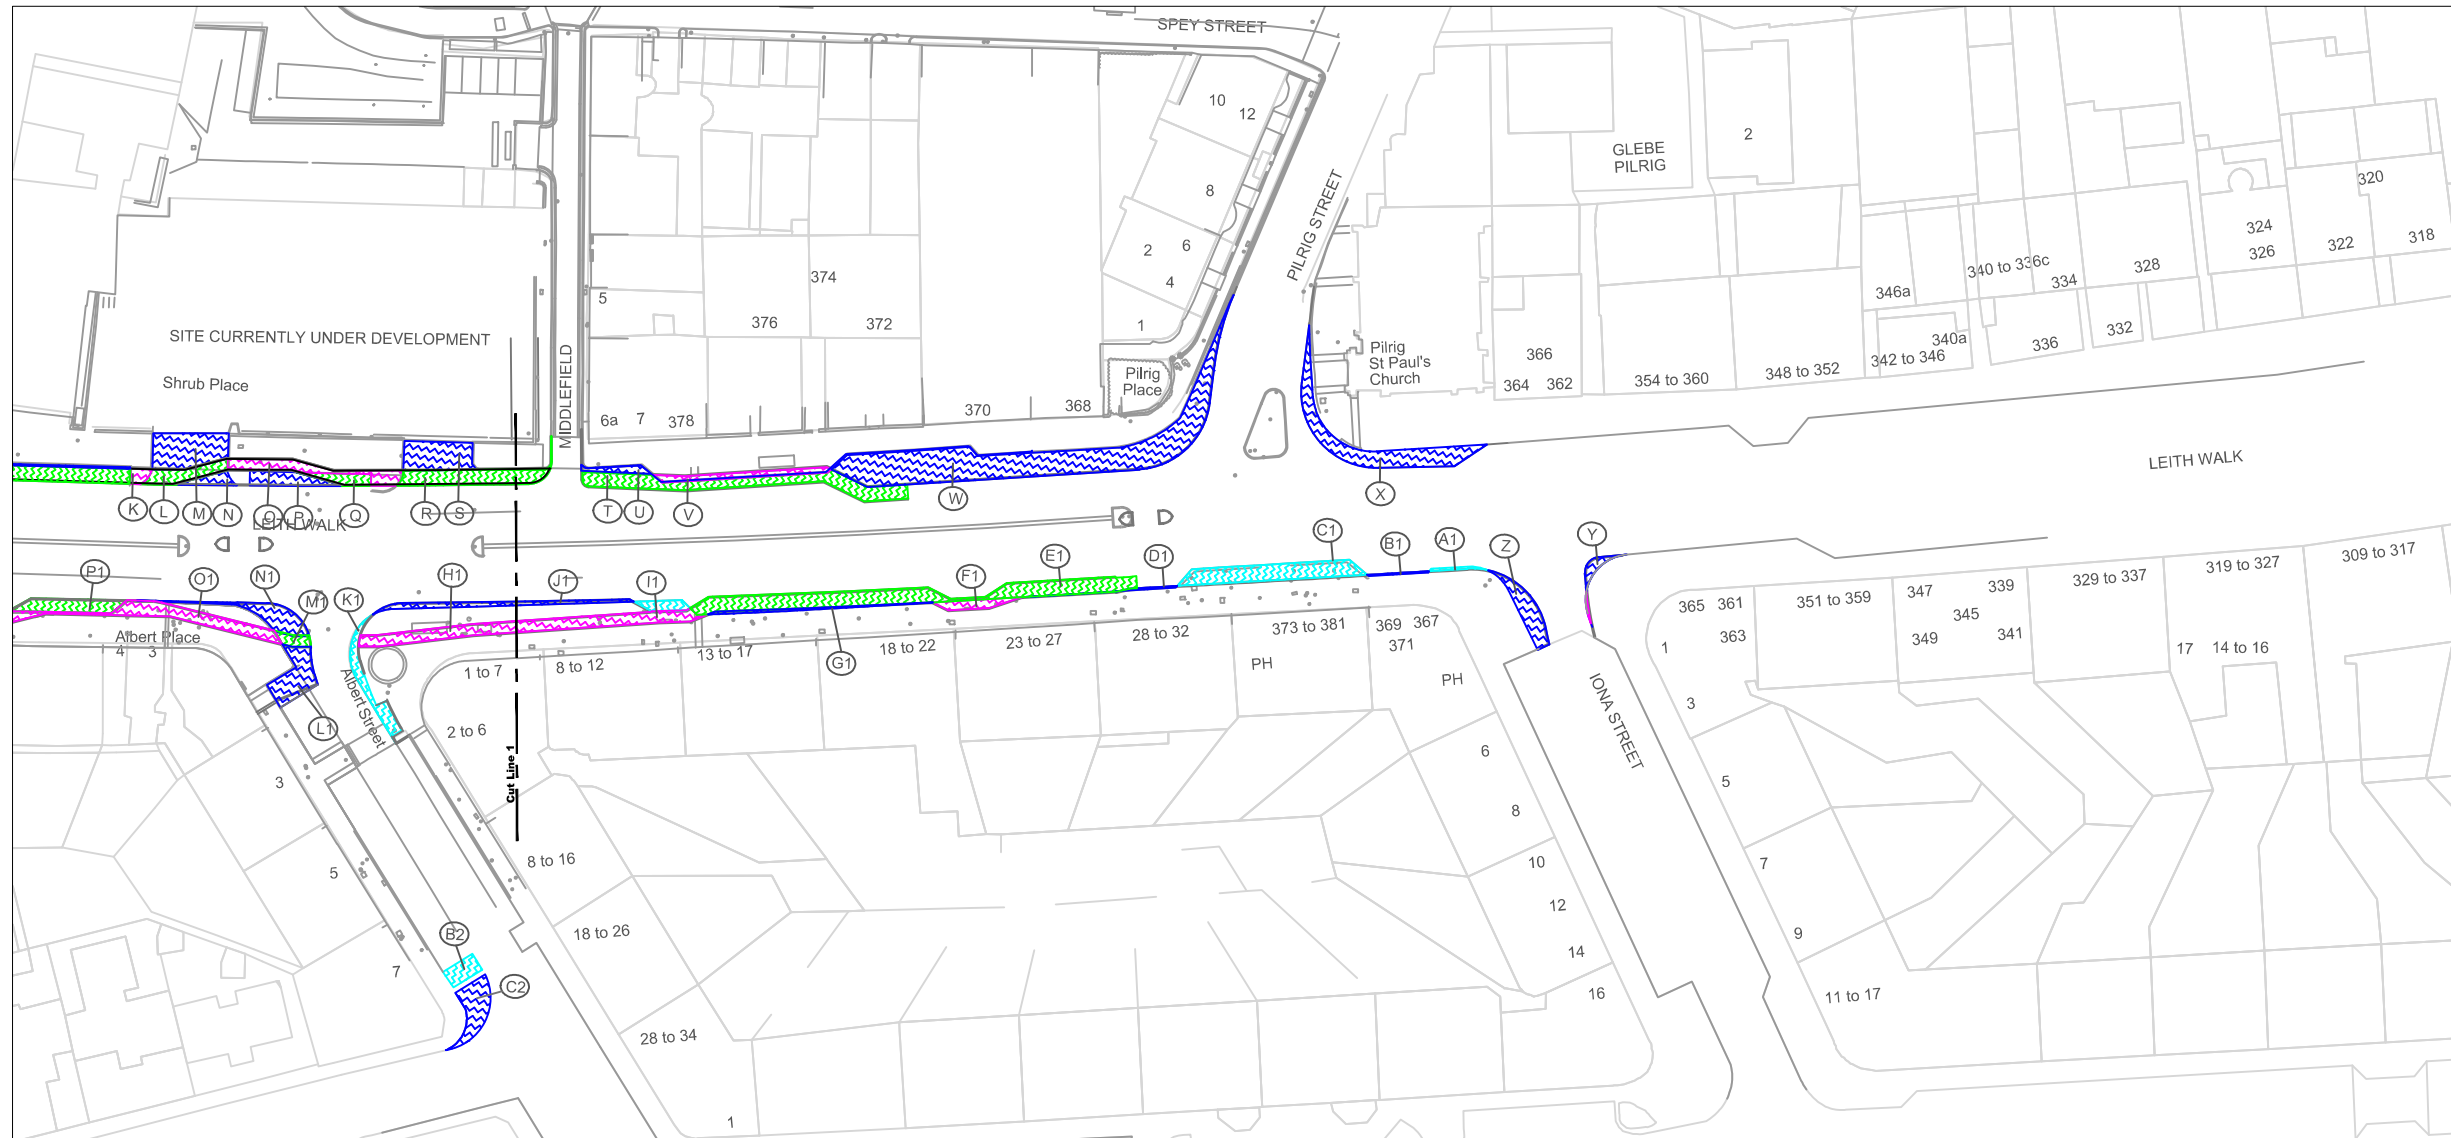 SPEY STREET
10
12
2
GLEBE
PILRIG
8
320
PILRIG STREET
2
6
4
324
326
322
318
340 to 336c
334
328
346a
374
5
376
372
1
SITE CURRENTLY UNDER DEVELOPMENT
Shrub Place
MIDDLEFIELD
Pilrig
St Paul's
Church
366
364
362
354 to 360
348 to 352
342 to 346
340a
336
332
Pilrig
Place
6a
7
378
370
368
LEITH WALK
K
L
M
N
O
P
Q
R
S
T
U
V
W
X
LEITH WALK
P1
O1
N1
M1
K1
H1
J1
I1
F1
E1
D1
C1
B1
A1
Z
Y
309 to 317
319 to 327
329 to 337
339
347
345
351 to 359
349
341
365
361
363
1
17
14 to 16
Albert Place
4
3
Albert Street
1 to 7
8 to 12
13 to 17
G1
18 to 22
23 to 27
28 to 32
373 to 381
369
367
371
PH
PH
IONA STREET
L1
2 to 6
Cut Line 1
3
3
6
5
8
8 to 16
10
7
5
12
18 to 26
9
B2
14
7
C2
16
11 to 17
28 to 34
1